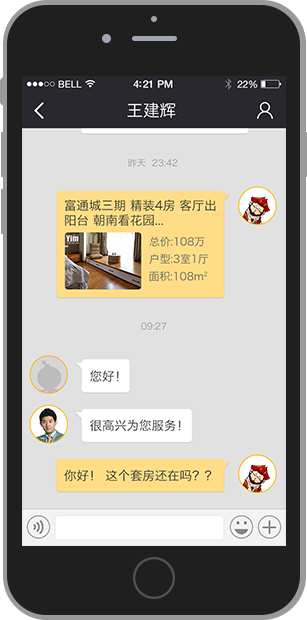 BELL 4:21 PM 22%
王建辉
昨天 23:42
富通城三期 精装4房 客厅出
阳台 朝南看花园...
Yim
总价:108万
户型:3室1厅
面积:108m²
09:27
您好！
很高兴为您服务！
你好！ 这个套房还在吗？？